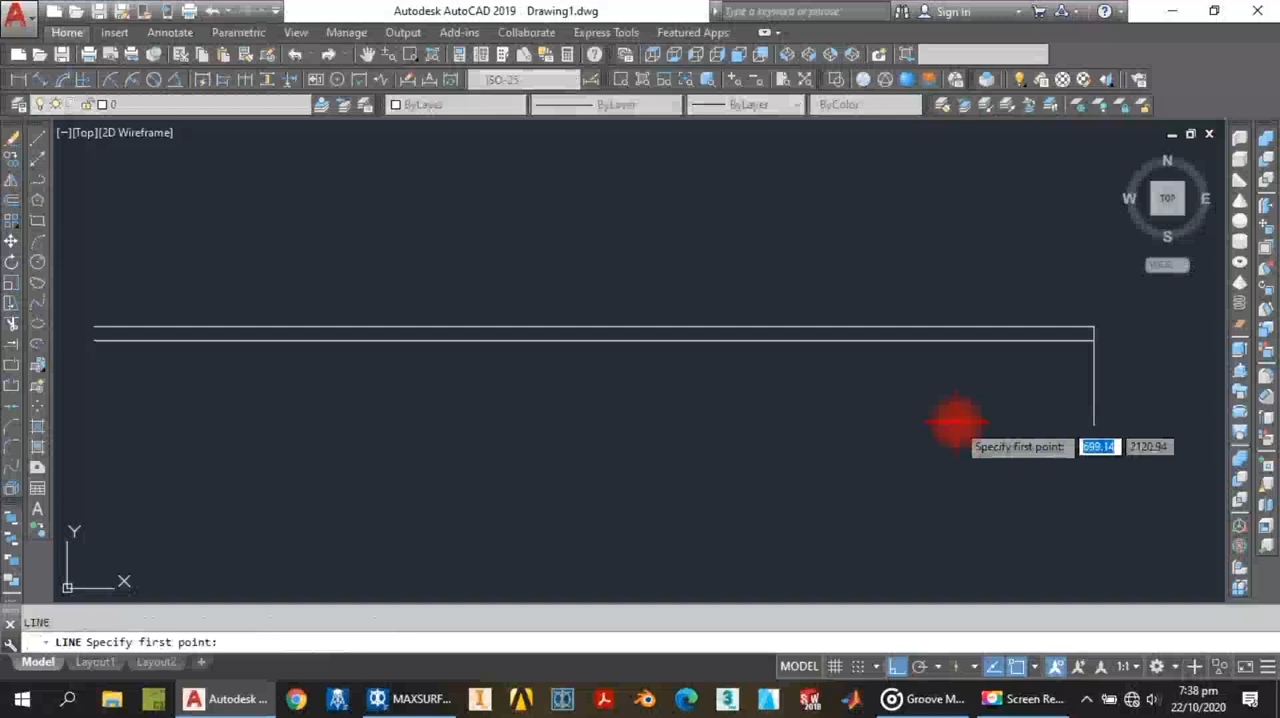 Autodesk AutoCAD 2019 Drawing1.dwg
Type a keyword or phrase
Sign in
Home Insert Annotate Parametric View Manage Output Add-ins Collaborate Express Tools Featured Apps
ISO-25
0
ByLayer
ByLayer
ByLayer
ByColor
[−][Top][2D Wireframe]
N
W TOP E
S
Specify first point: 699.14 2120.94
Y
X
LINE
LINE Specify first point:
Model Layout1 Layout2 +
MODEL
1:1
Autodesk ...
MAXSURF...
Groove M...
Screen Re...
7:38 pm
22/10/2020